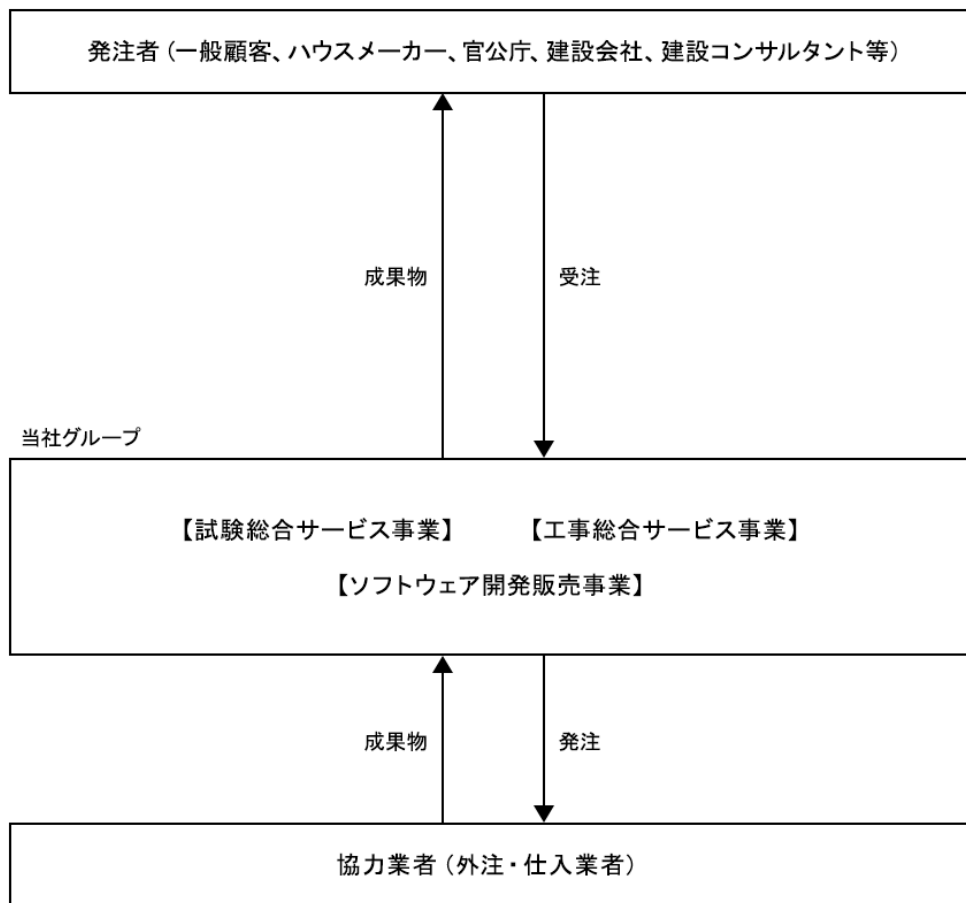 発注者（一般顧客、ハウスメーカー、官公庁、建設会社、建設コンサルタント等）
成果物
受注
当社グループ
【試験総合サービス事業】 【工事総合サービス事業】
【ソフトウェア開発販売事業】
成果物
発注
協力業者（外注・仕入業者）